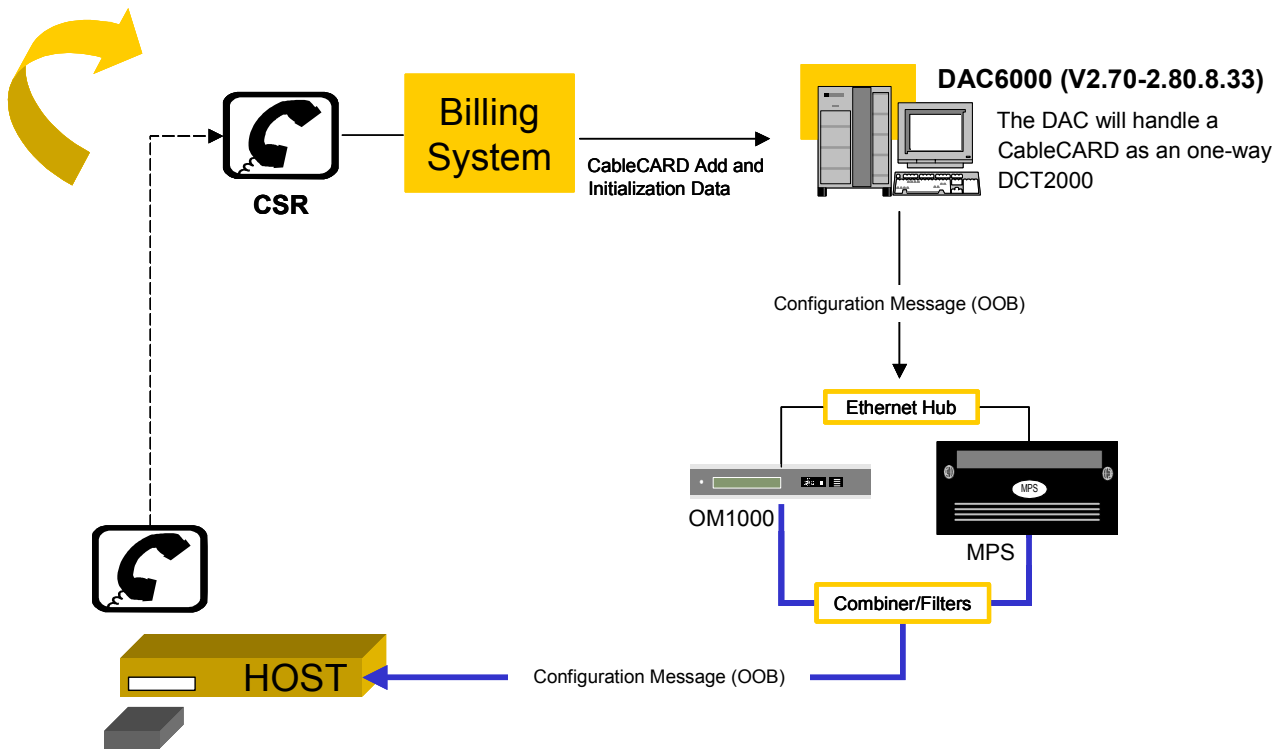 DAC6000 (V2.70-2.80.8.33)
The DAC will handle a
CableCARD as an one-way
DCT2000
Billing
System
CableCARD Add and
Initialization Data
CSR
Configuration Message (OOB)
Ethernet Hub
MPS
OM1000
MPS
Combiner/Filters
HOST
Configuration Message (OOB)